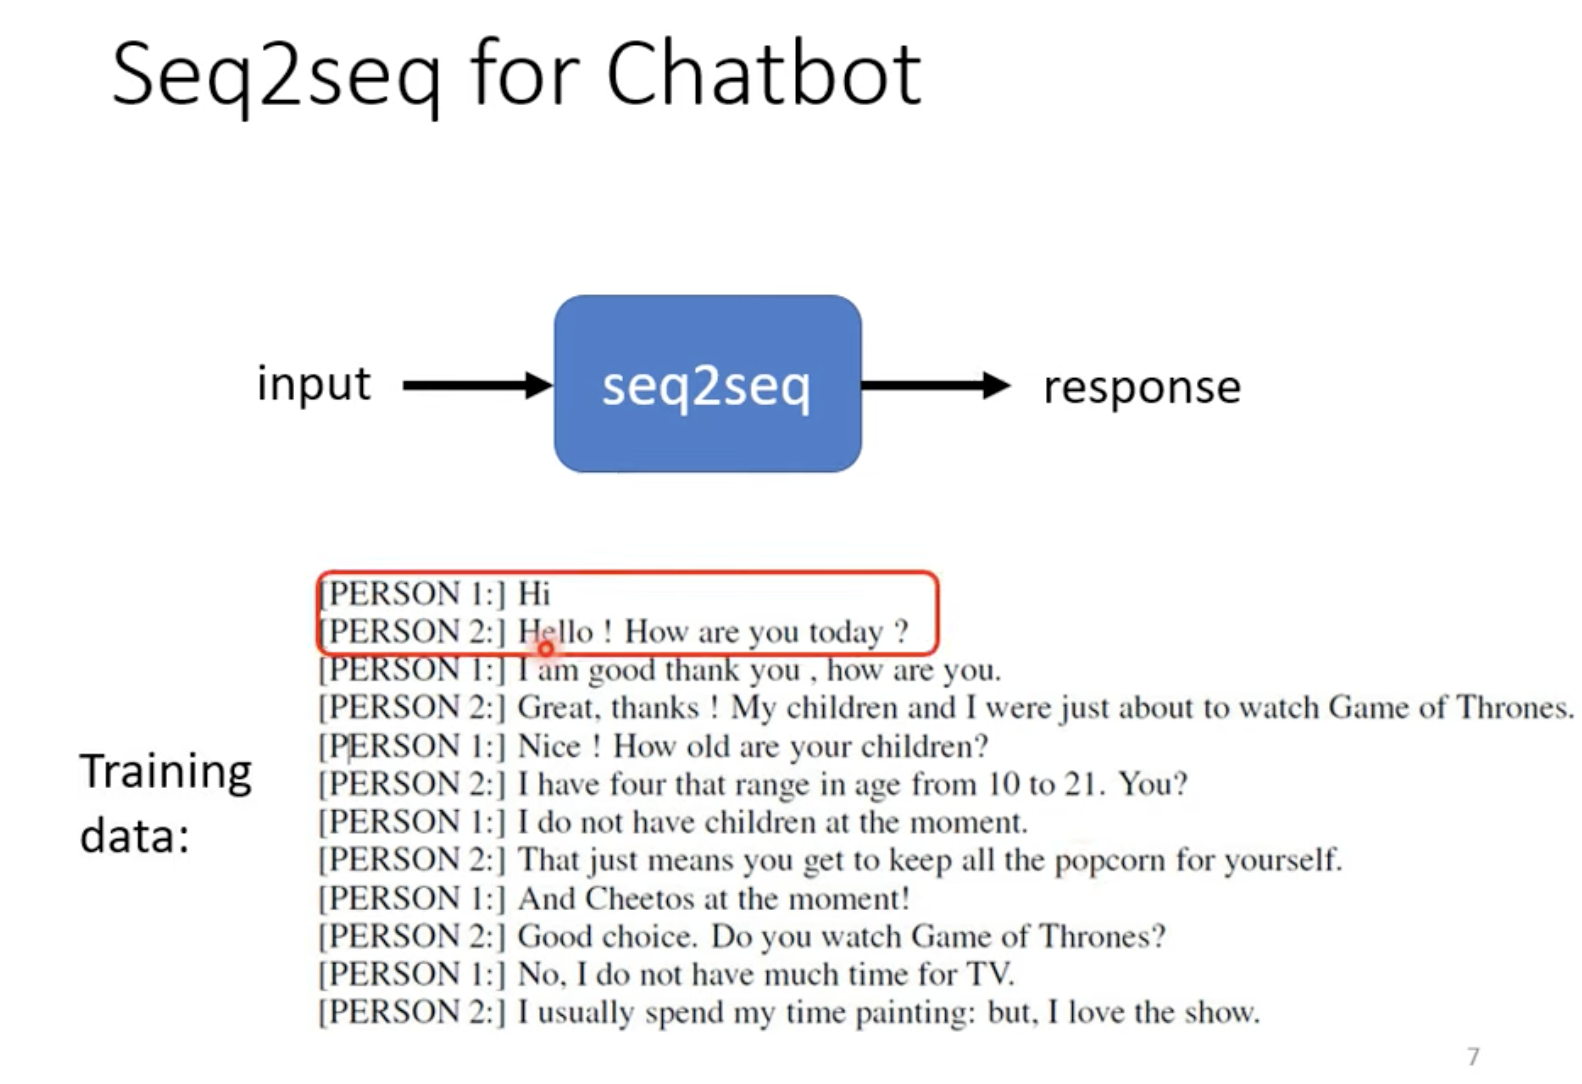 Seq2seq for Chatbot
input
seq2seq
response
Training
data:
[PERSON 1:] Hi
[PERSON 2:] Hello ! How are you today ?
[PERSON 1:] I am good thank you , how are you.
[PERSON 2:] Great, thanks ! My children and I were just about to watch Game of Thrones.
[PERSON 1:] Nice ! How old are your children?
[PERSON 2:] I have four that range in age from 10 to 21. You?
[PERSON 1:] I do not have children at the moment.
[PERSON 2:] That just means you get to keep all the popcorn for yourself.
[PERSON 1:] And Cheetos at the moment!
[PERSON 2:] Good choice. Do you watch Game of Thrones?
[PERSON 1:] No, I do not have much time for TV.
[PERSON 2:] I usually spend my time painting: but, I love the show.
7